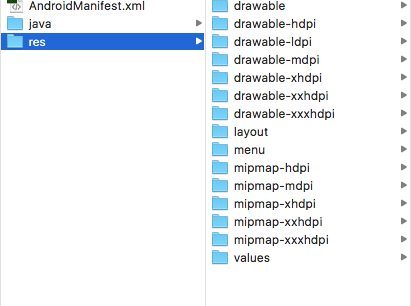 AndroidManifest.xml
java
res
drawable
drawable-hdpi
drawable-ldpi
drawable-mdpi
drawable-xhdpi
drawable-xxhdpi
drawable-xxxhdpi
layout
menu
mipmap-hdpi
mipmap-mdpi
mipmap-xhdpi
mipmap-xxhdpi
mipmap-xxxhdpi
values